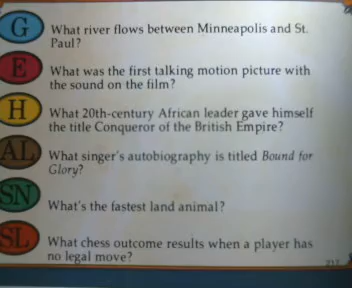 G What river flows between Minneapolis and St.
Paul?
E What was the first talking motion picture with
the sound on the film?
H What 20th-century African leader gave himself
the title Conqueror of the British Empire?
AL What singer's autobiography is titled Bound for
Glory?
SN What's the fastest land animal?
SL What chess outcome results when a player has
no legal move?